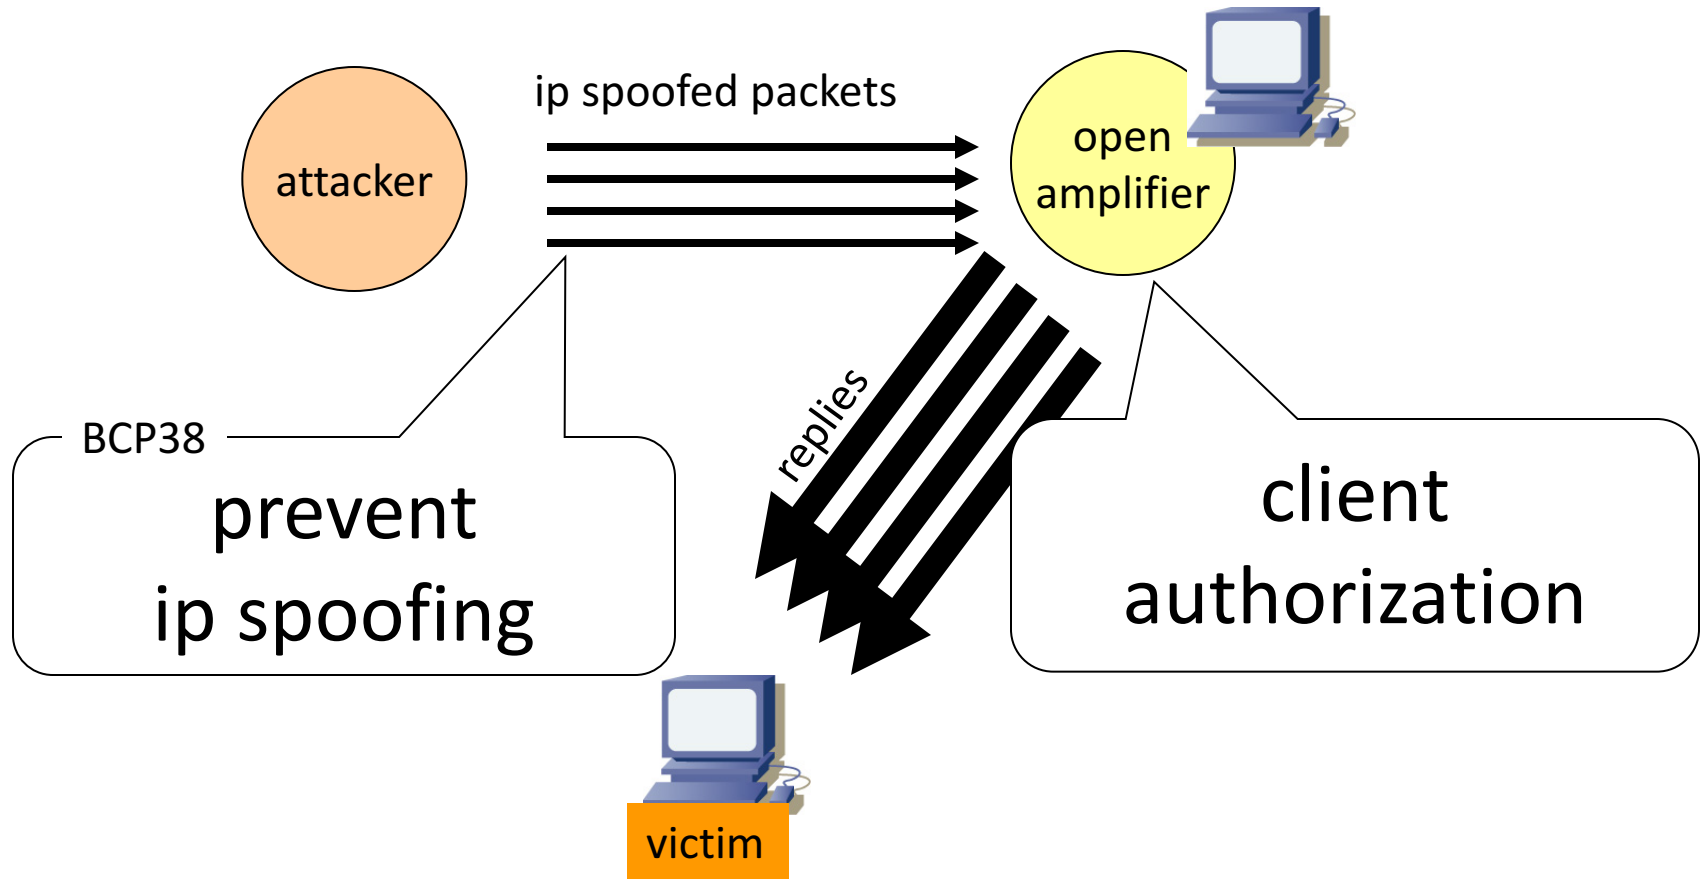 ip spoofed packets
attacker
open
amplifier
replies
BCP38
prevent
ip spoofing
client
authorization
victim